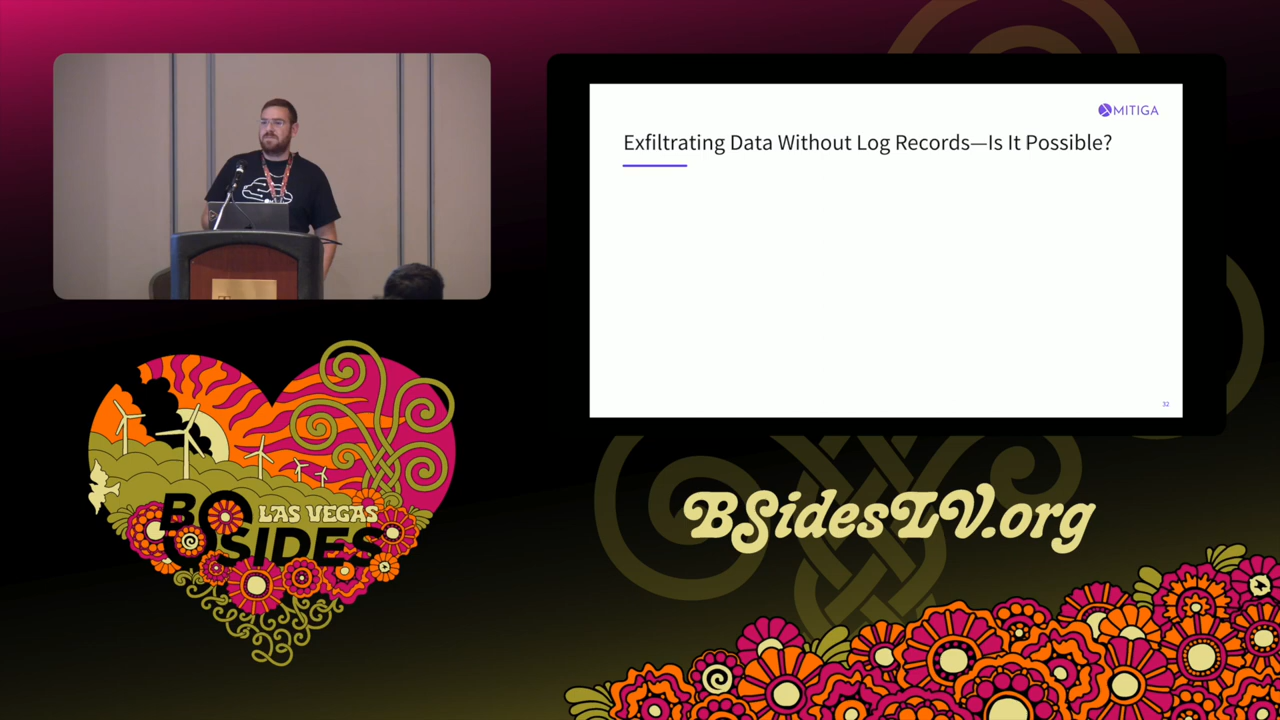 MITIGA
Exfiltrating Data Without Log Records—Is It Possible?
32
BSIDES
LAS VEGAS
BSidesLV.org